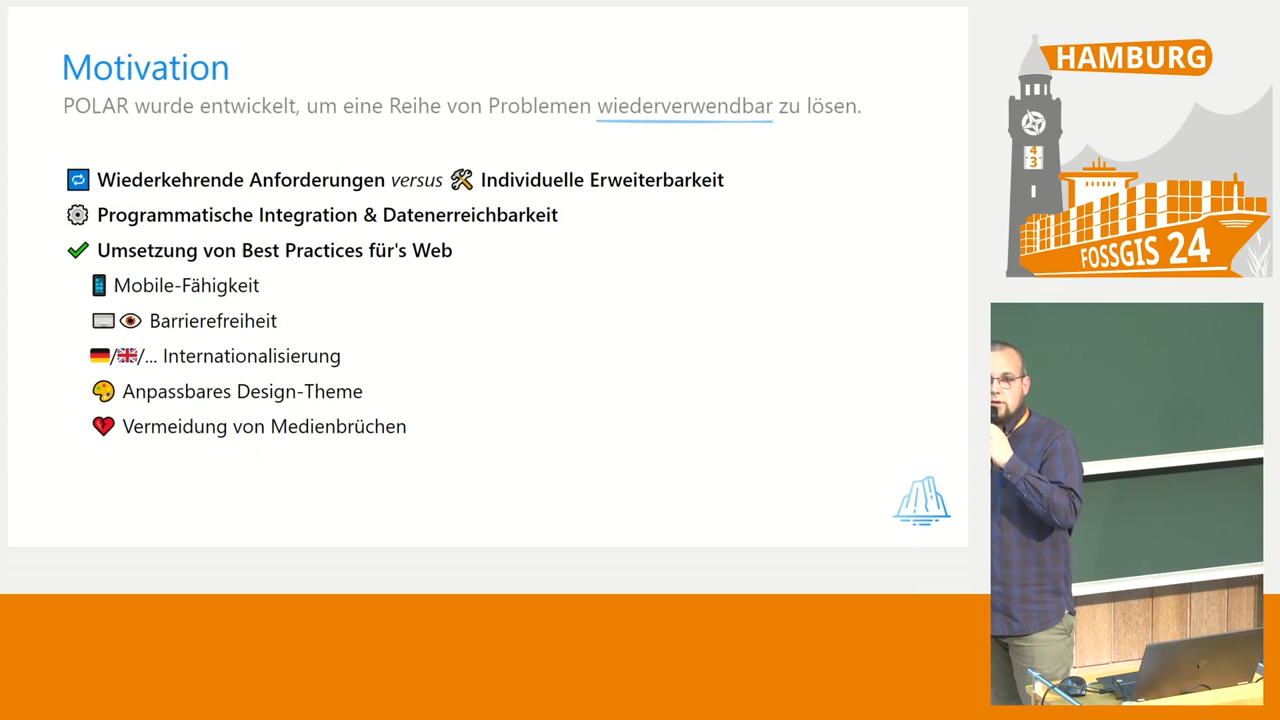 Motivation
POLAR wurde entwickelt, um eine Reihe von Problemen wiederverwendbar zu lösen.
Wiederkehrende Anforderungen versus Individuelle Erweiterbarkeit
Programmatische Integration & Datenerreichbarkeit
Umsetzung von Best Practices für's Web
Mobile-Fähigkeit
Barrierefreiheit
/ /... Internationalisierung
Anpassbares Design-Theme
Vermeidung von Medienbrüchen
HAMBURG
4
3
FOSSGIS 24